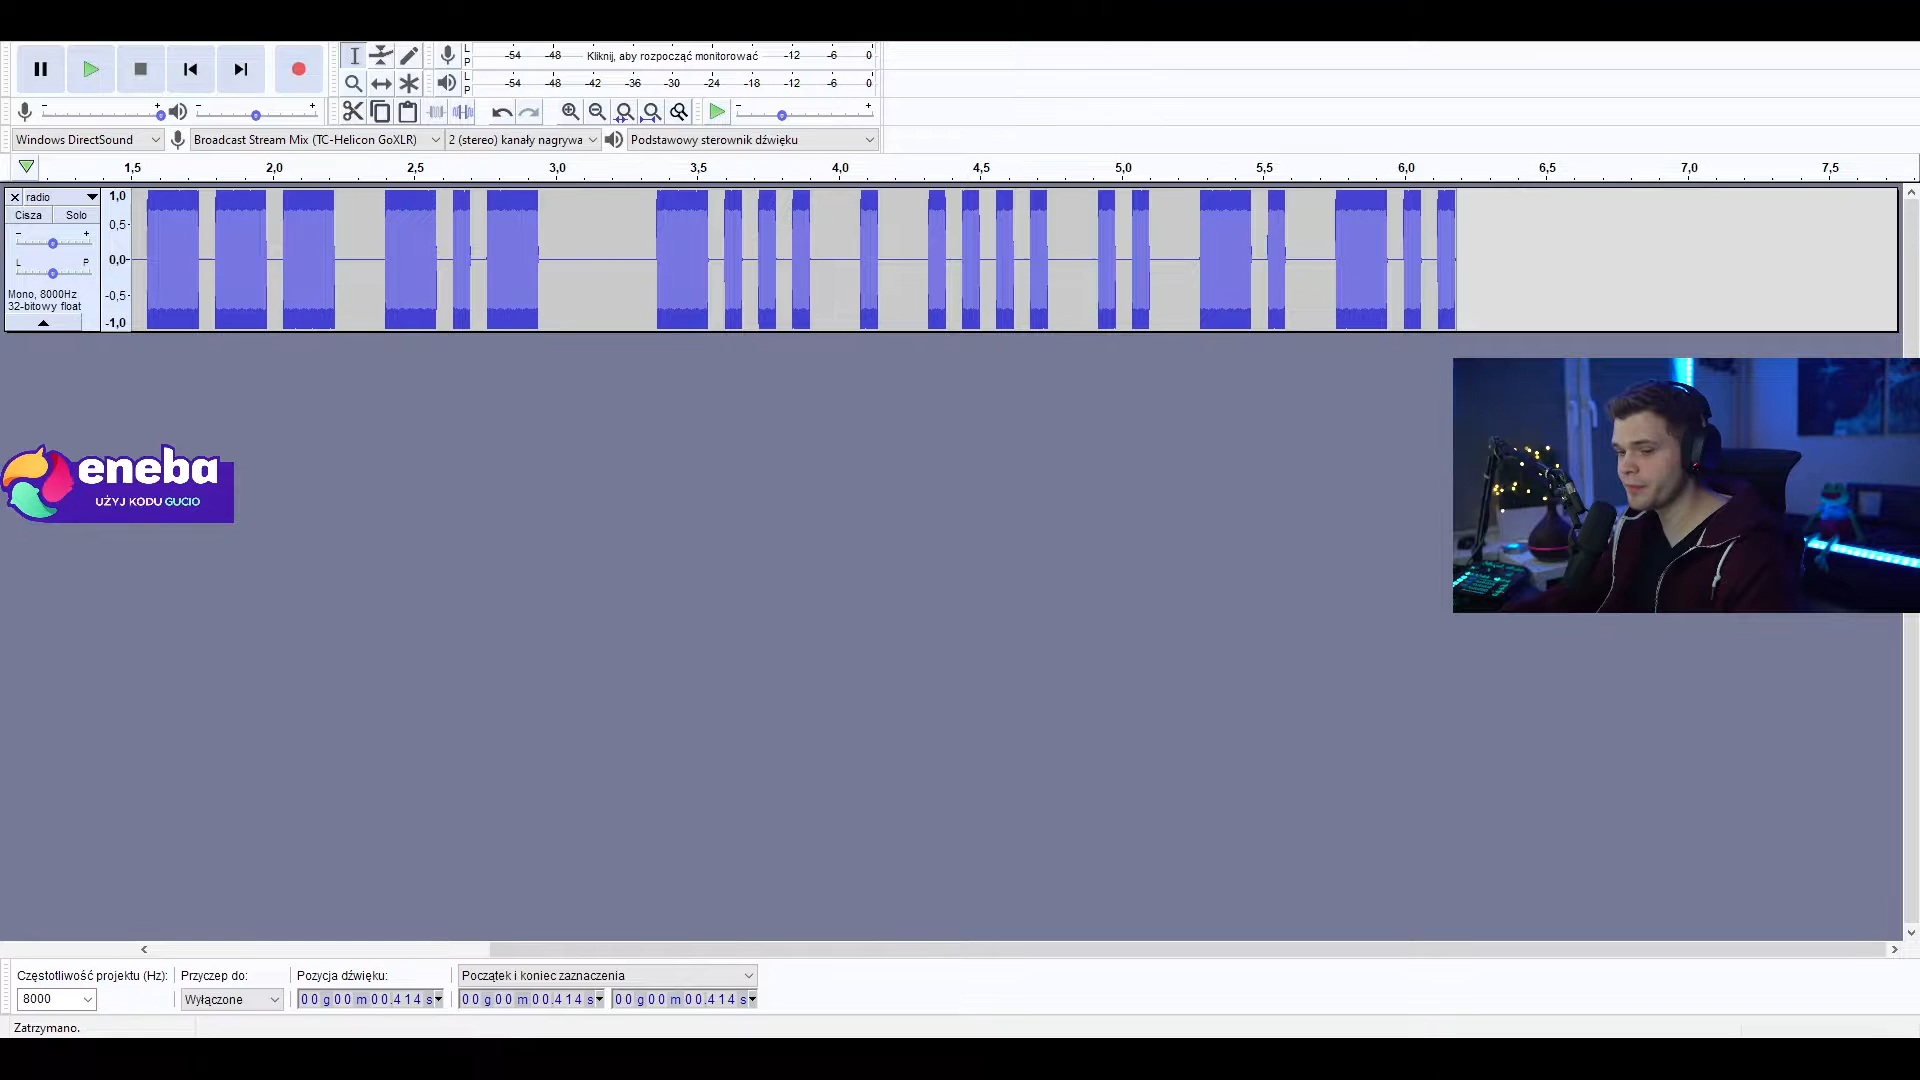 -54 -48 Kliknij, aby rozpocząć monitorować -12 -6 0
L
P
-54 -48 -42 -36 -30 -24 -18 -12 -6 0
L
P
- + - + - +
Windows DirectSound Broadcast Stream Mix (TC-Helicon GoXLR) 2 (stereo) kanały nagrywa Podstawowy sterownik dźwięku
1,5 2,0 2,5 3,0 3,5 4,0 4,5 5,0 5,5 6,0 6,5 7,0 7,5
radio
Cisza Solo
- +
L P
Mono, 8000Hz
32-bitowy float
1,0
0,5-
0,0-
-0,5-
-1,0
eneba
UŻYJ KODU GUCIO
Częstotliwość projektu (Hz): Przyczep do: Pozycja dźwięku: Początek i koniec zaznaczenia
8000 Wyłączone 00 g 00 m 00.414 s 00 g 00 m 00.414 s 00 g 00 m 00.414 s
Zatrzymano.